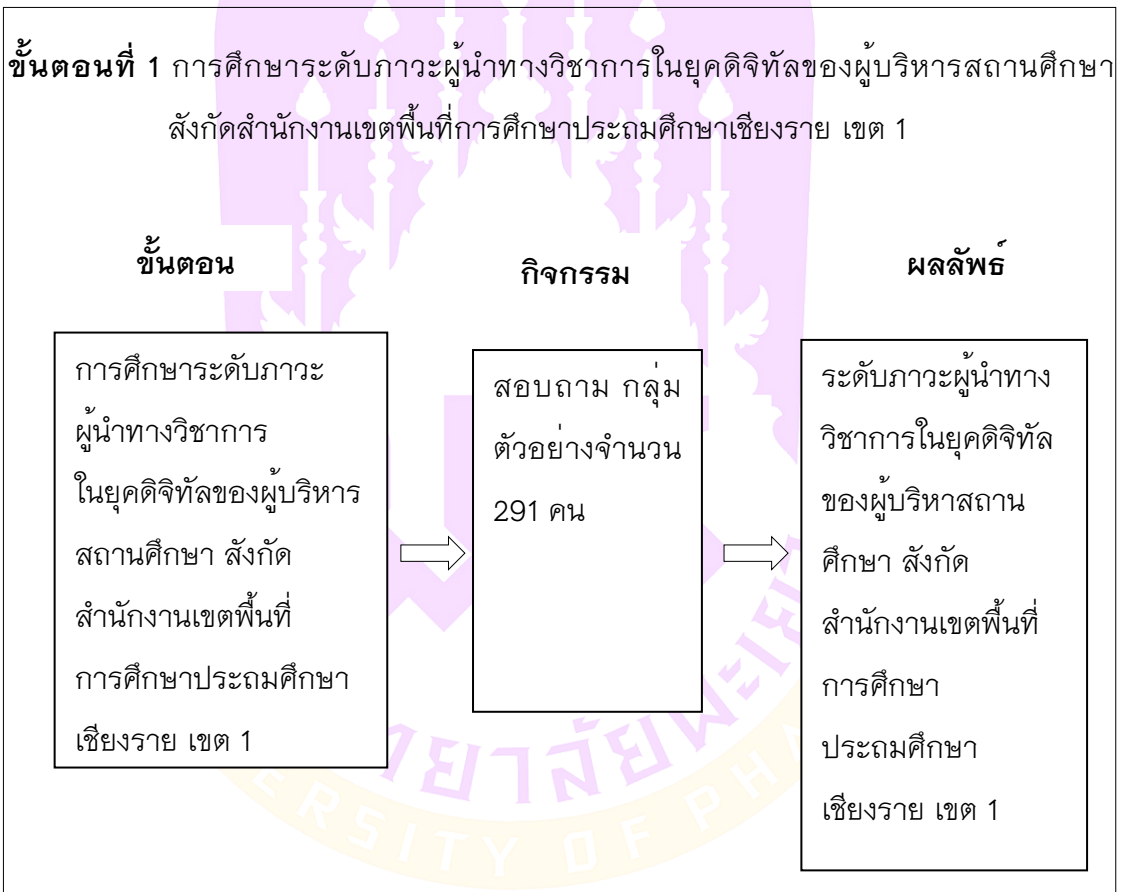 ขั้นตอนที่ 1 การศึกษาระดับภาวะผู้นำทางวิชาการในยุคดิจิทัลของผู้บริหารสถานศึกษา
สังกัดสำนักงานเขตพื้นที่การศึกษาประถมศึกษาเชียงราย เขต 1
ขั้นตอน
การศึกษาระดับภาวะ
ผู้นำทางวิชาการ
ในยุคดิจิทัลของผู้บริหาร
สถานศึกษา สังกัด
สำนักงานเขตพื้นที่
การศึกษาประถมศึกษา
เชียงราย เขต 1
กิจกรรม
สอบถาม กลุ่ม
ตัวอย่างจำนวน
291 คน
ผลลัพธ์
ระดับภาวะผู้นำทาง
วิชาการในยุคดิจิทัล
ของผู้บริหาสถาน
ศึกษา สังกัด
สำนักงานเขตพื้นที่
การศึกษา
ประถมศึกษา
เชียงราย เขต 1